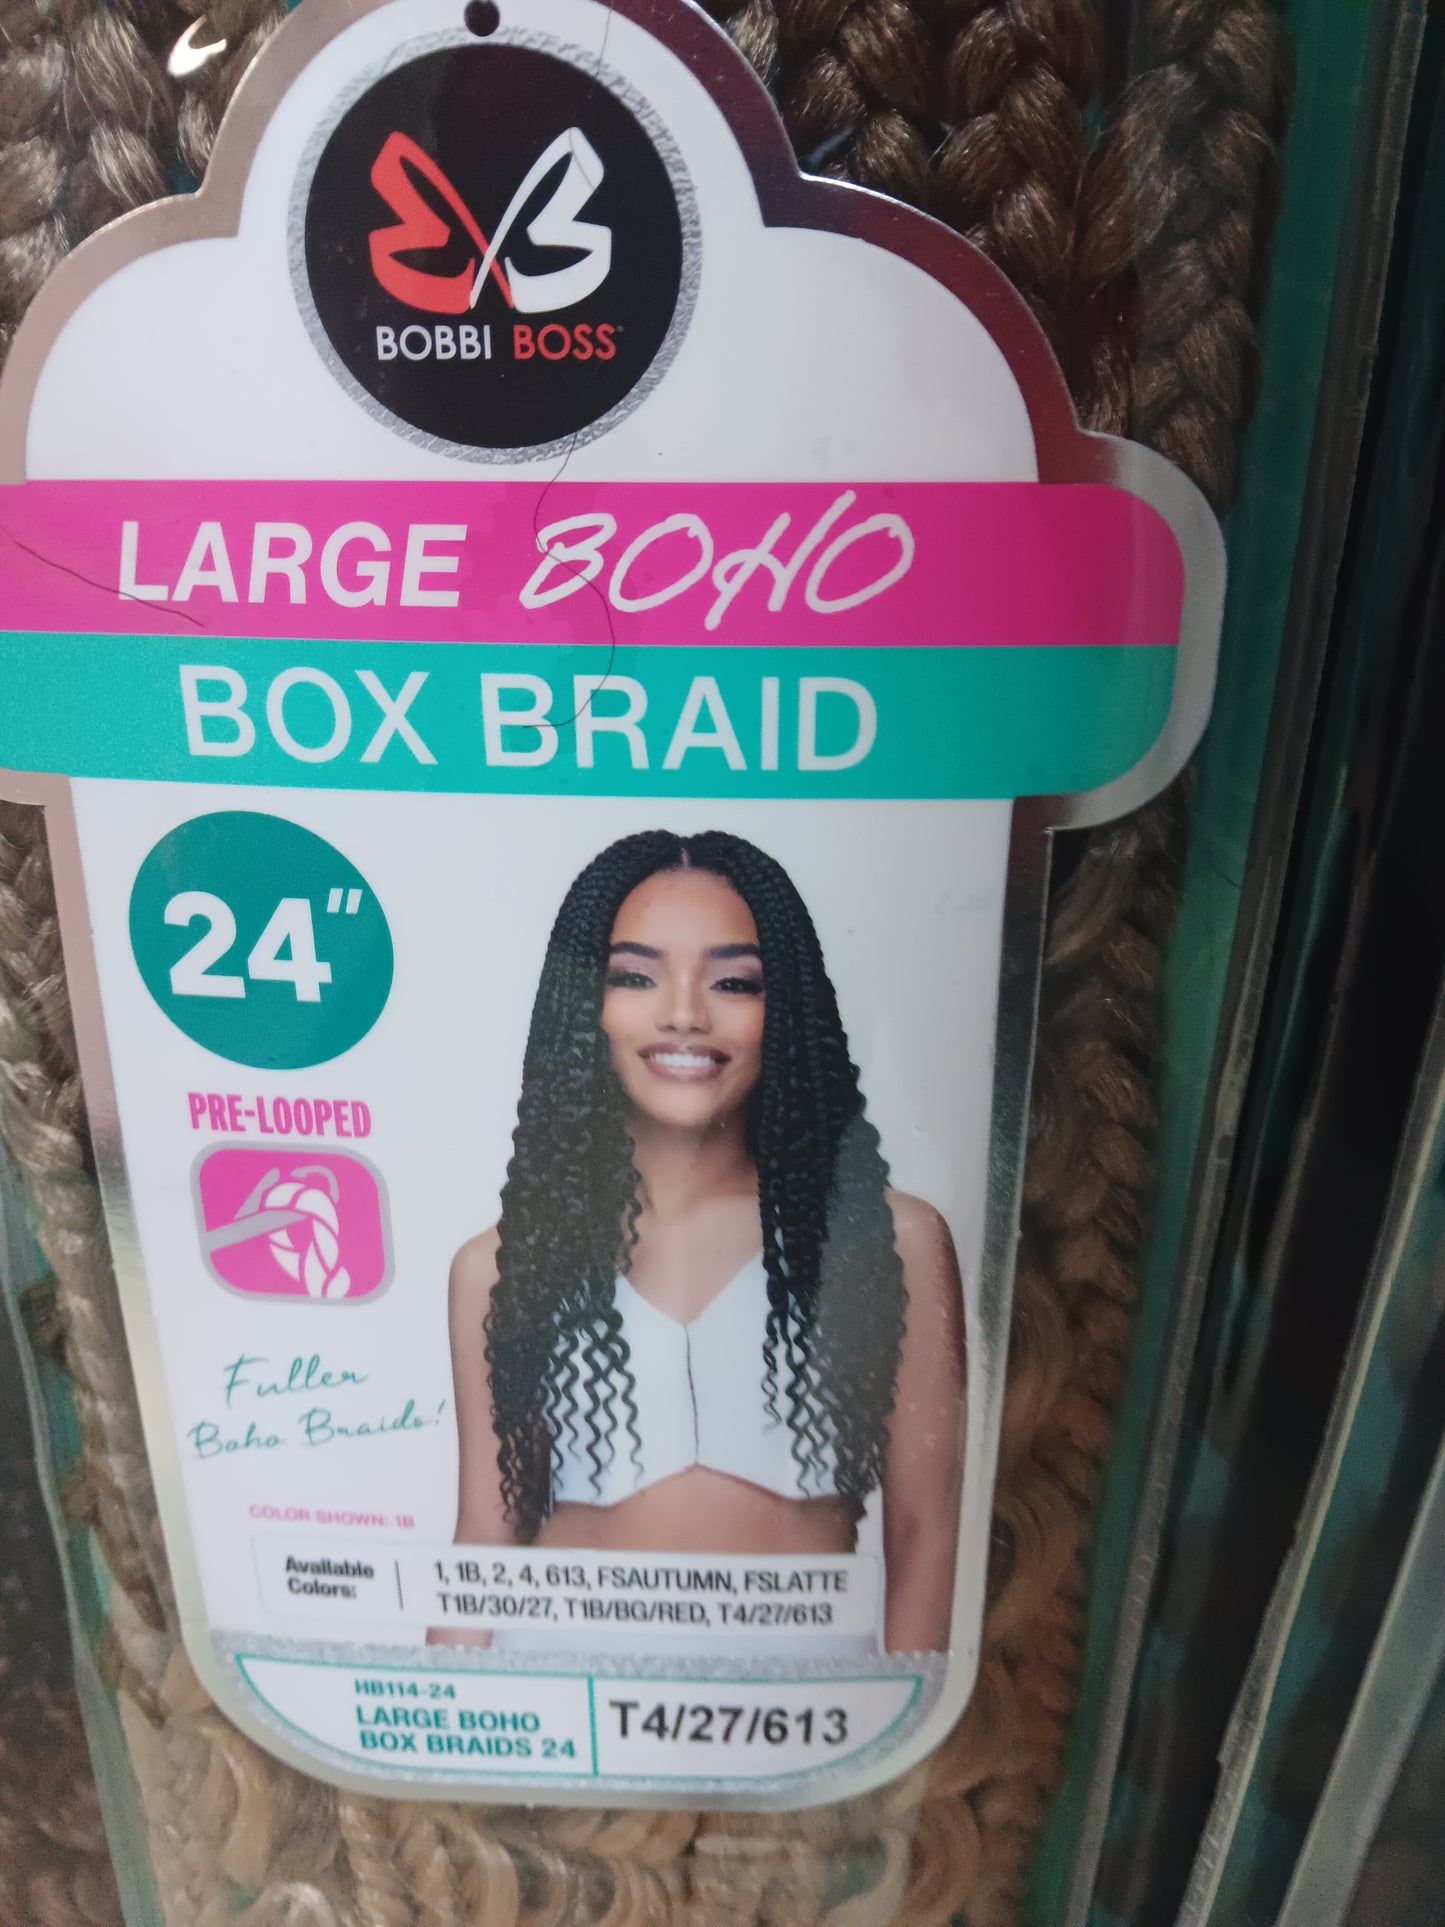 BOBBI BOSS™
LARGE BOHO
BOX BRAID
24"
PRE-LOOPED
Fuller
Boho Braids!
COLOR SHOWN: 1B
Available
Colors:
1, 1B, 2, 4, 613, FSAUTUMN, FSLATTE
T1B/30/27, T1B/BG/RED, T4/27/613
HB114-24
LARGE BOHO
BOX BRAIDS 24
T4/27/613